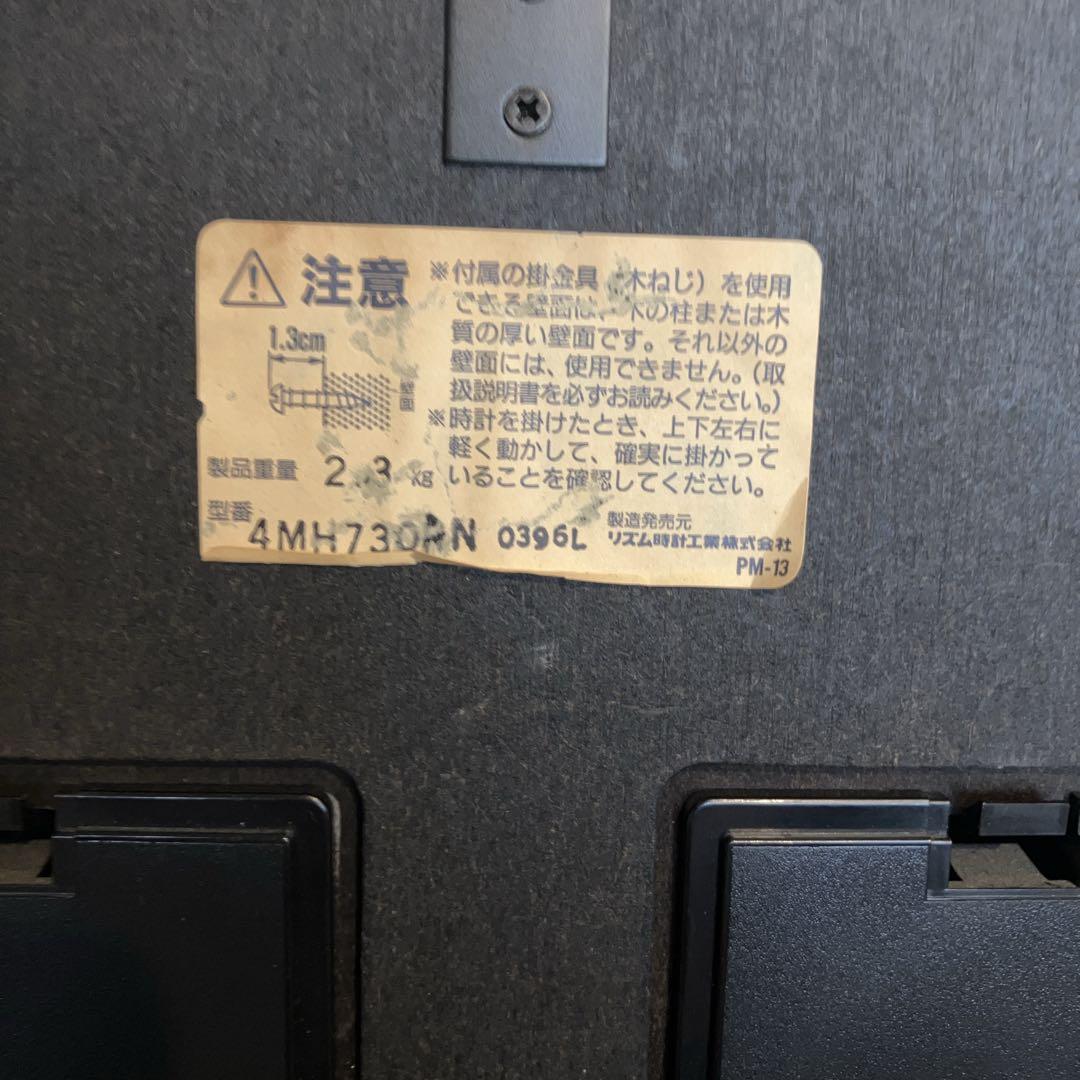 注意
1.3cm
壁面
※付属の掛金具(木ねじ)を使用
できる壁面は、木の柱または木
質の厚い壁面です。それ以外の
壁面には、使用できません。(取
扱説明書を必ずお読みください。)
※時計を掛けたとき、上下左右に
軽く動かして、確実に掛かって
いることを確認してください。
製品重量 2.3 kg
型番 4MH730RN 0396L
製造発売元
リズム時計工業株式会社
PM-13